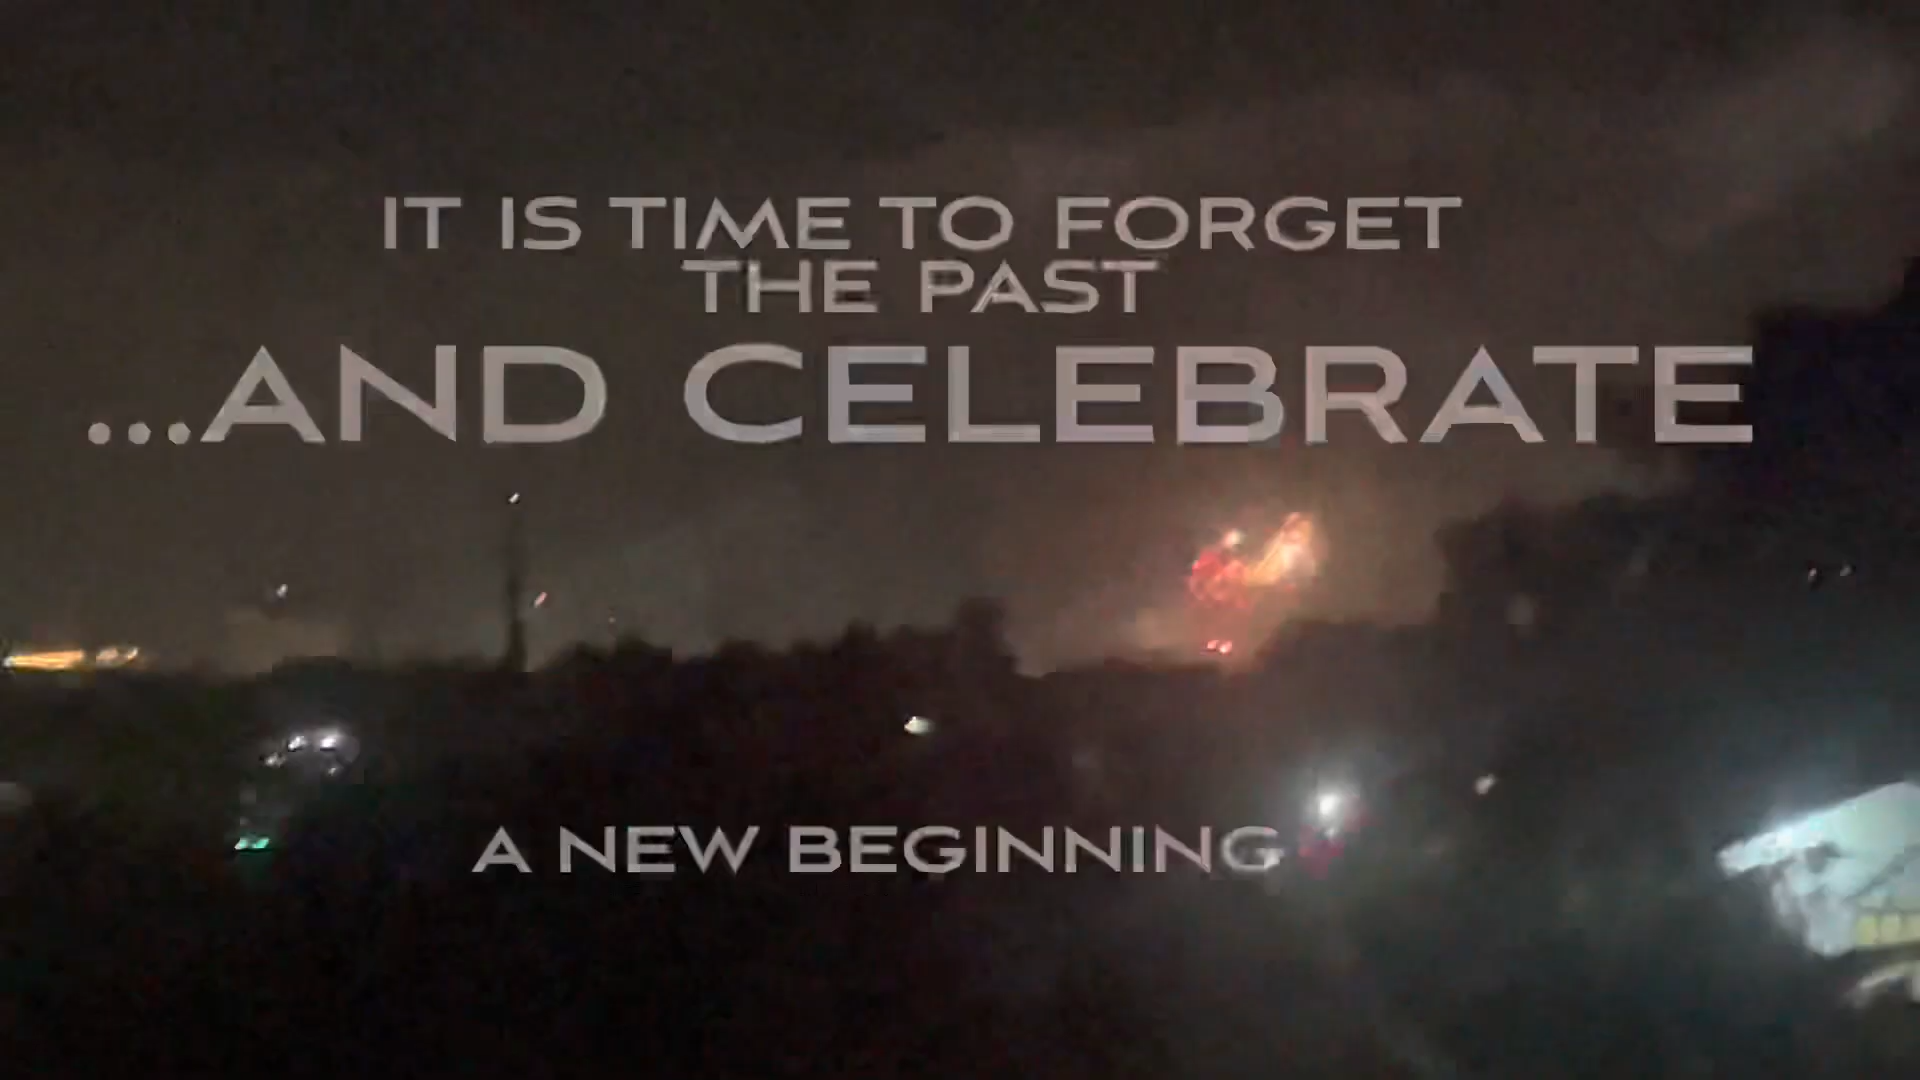 IT IS TIME TO FORGET
THE PAST
...AND CELEBRATE
A NEW BEGINNING